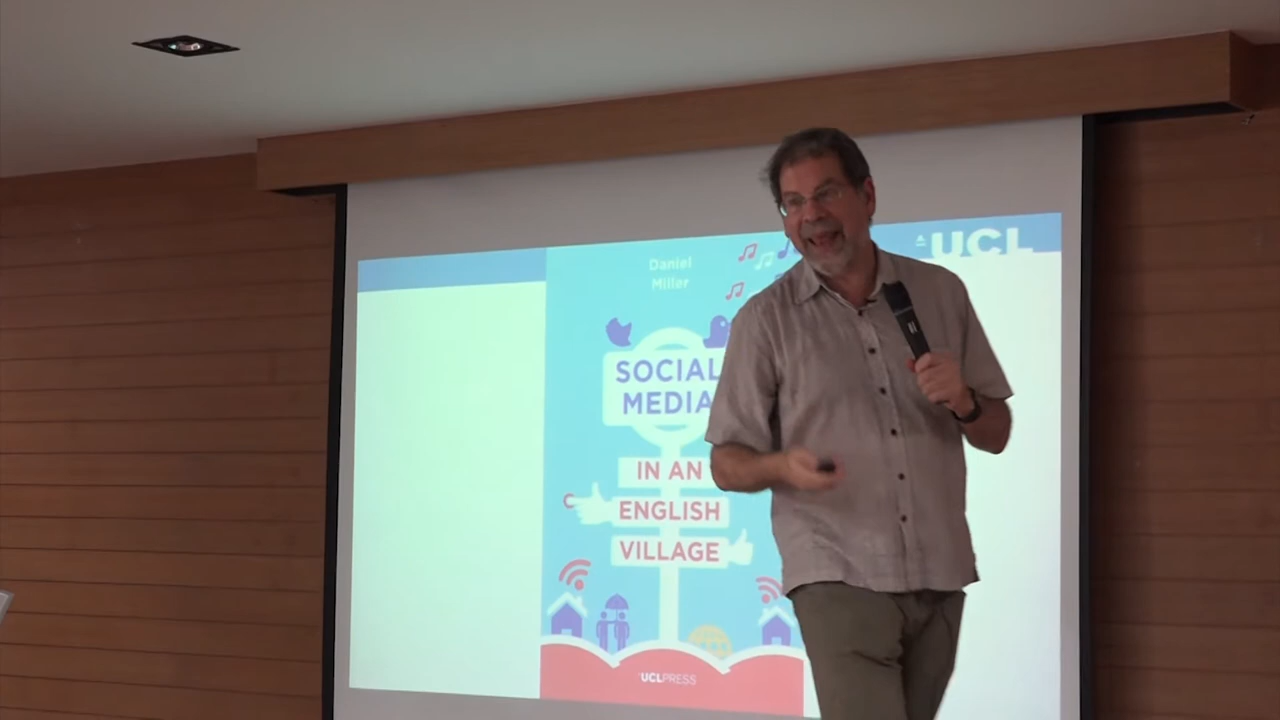 Daniel
Miller
UCL
SOCIAL
MEDIA
IN AN
ENGLISH
VILLAGE
UCLPRESS